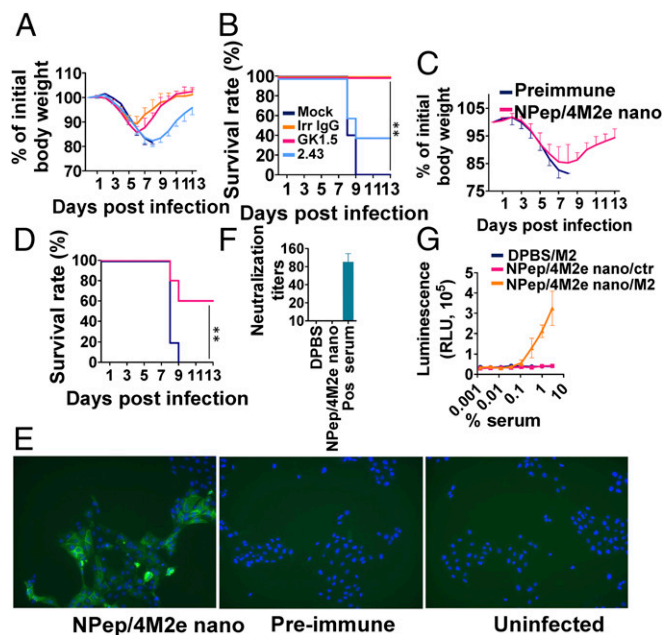 A
% of initial
body weight
110
100
90
80
70
1 3 5 7 9 11 13
Days post infection
B
Survival rate (%)
100
80
60
40
20
0
Mock
Irr IgG
GK1.5
2.43
**
1 3 5 7 9 11 13
Days post infection
C
Preimmune
NPep/4M2e nano
% of initial
body weight
105
95
85
75
1 3 5 7 9 11 13
Days post infection
D
Survival rate (%)
100
80
60
40
20
0
**
1 3 5 7 9 11 13
Days post infection
F
Neutralization
titers
160
80
40
20
10
DPBS
NPep/4M2e nano
Pos serum
G
DPBS/M2
NPep/4M2e nano/ctr
NPep/4M2e nano/M2
Luminescence
(RLU, 10⁵)
4
3
2
1
0
0.001
0.01
0.1
1
10
% serum
E
NPep/4M2e nano
Pre-immune
Uninfected